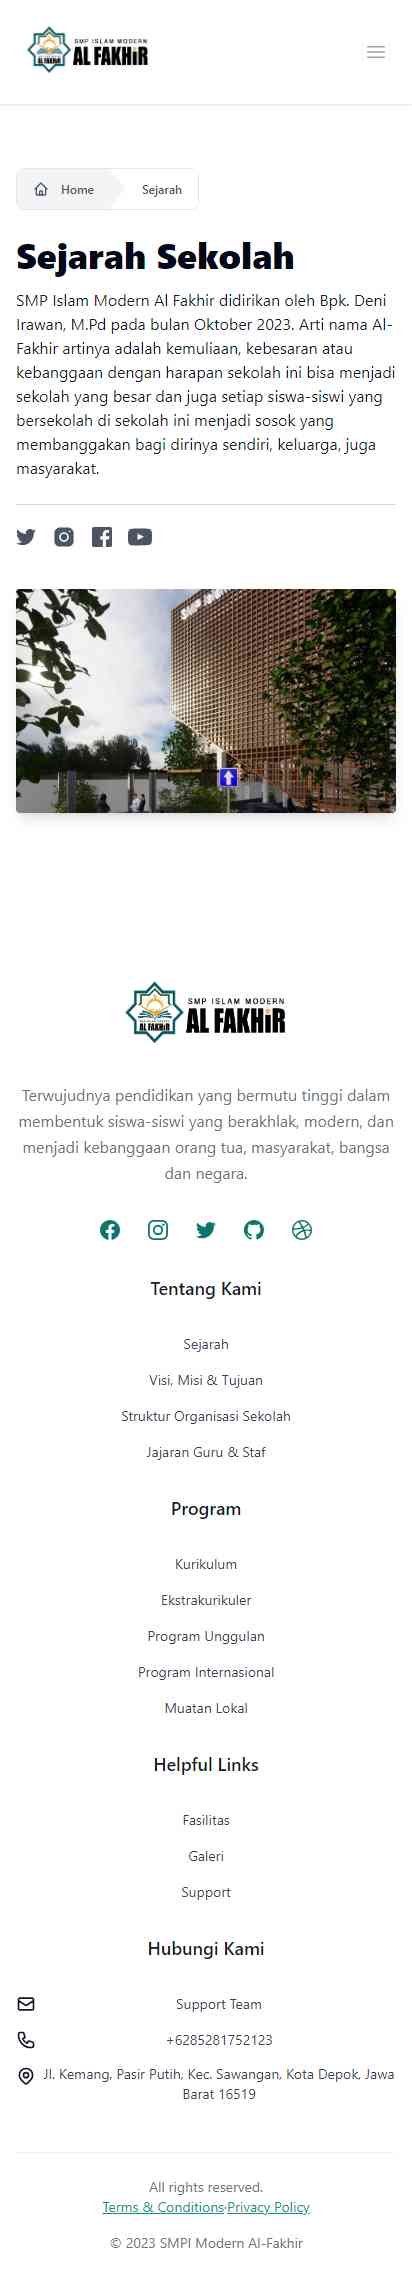 SMP ISLAM MODERN
AL FAKHIR
AL FAKHIR
Home
Sejarah
Sejarah Sekolah
SMP Islam Modern Al Fakhir didirikan oleh Bpk. Deni
Irawan, M.Pd pada bulan Oktober 2023. Arti nama Al-
Fakhir artinya adalah kemuliaan, kebesaran atau
kebanggaan dengan harapan sekolah ini bisa menjadi
sekolah yang besar dan juga setiap siswa-siswi yang
bersekolah di sekolah ini menjadi sosok yang
membanggakan bagi dirinya sendiri, keluarga, juga
masyarakat.
SMP ISLAM MODERN
AL FAKHIR
AL FAKHIR
Terwujudnya pendidikan yang bermutu tinggi dalam
membentuk siswa-siswi yang berakhlak, modern, dan
menjadi kebanggaan orang tua, masyarakat, bangsa
dan negara.
Tentang Kami
Sejarah
Visi, Misi & Tujuan
Struktur Organisasi Sekolah
Jajaran Guru & Staf
Program
Kurikulum
Ekstrakurikuler
Program Unggulan
Program Internasional
Muatan Lokal
Helpful Links
Fasilitas
Galeri
Support
Hubungi Kami
Support Team
+6285281752123
Jl. Kemang, Pasir Putih, Kec. Sawangan, Kota Depok, Jawa
Barat 16519
All rights reserved.
Terms & Conditions·Privacy Policy
© 2023 SMPI Modern Al-Fakhir